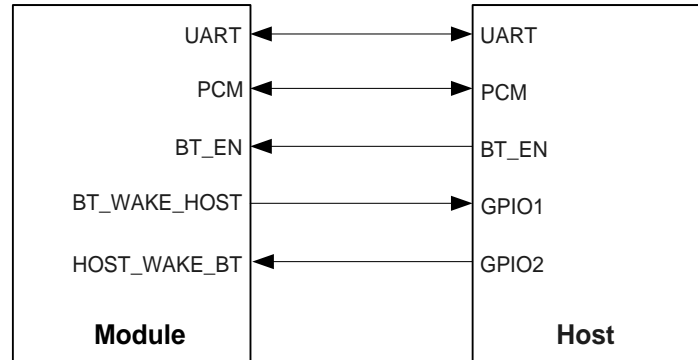 UART UART
PCM PCM
BT_EN BT_EN
BT_WAKE_HOST GPIO1
HOST_WAKE_BT GPIO2
Module Host